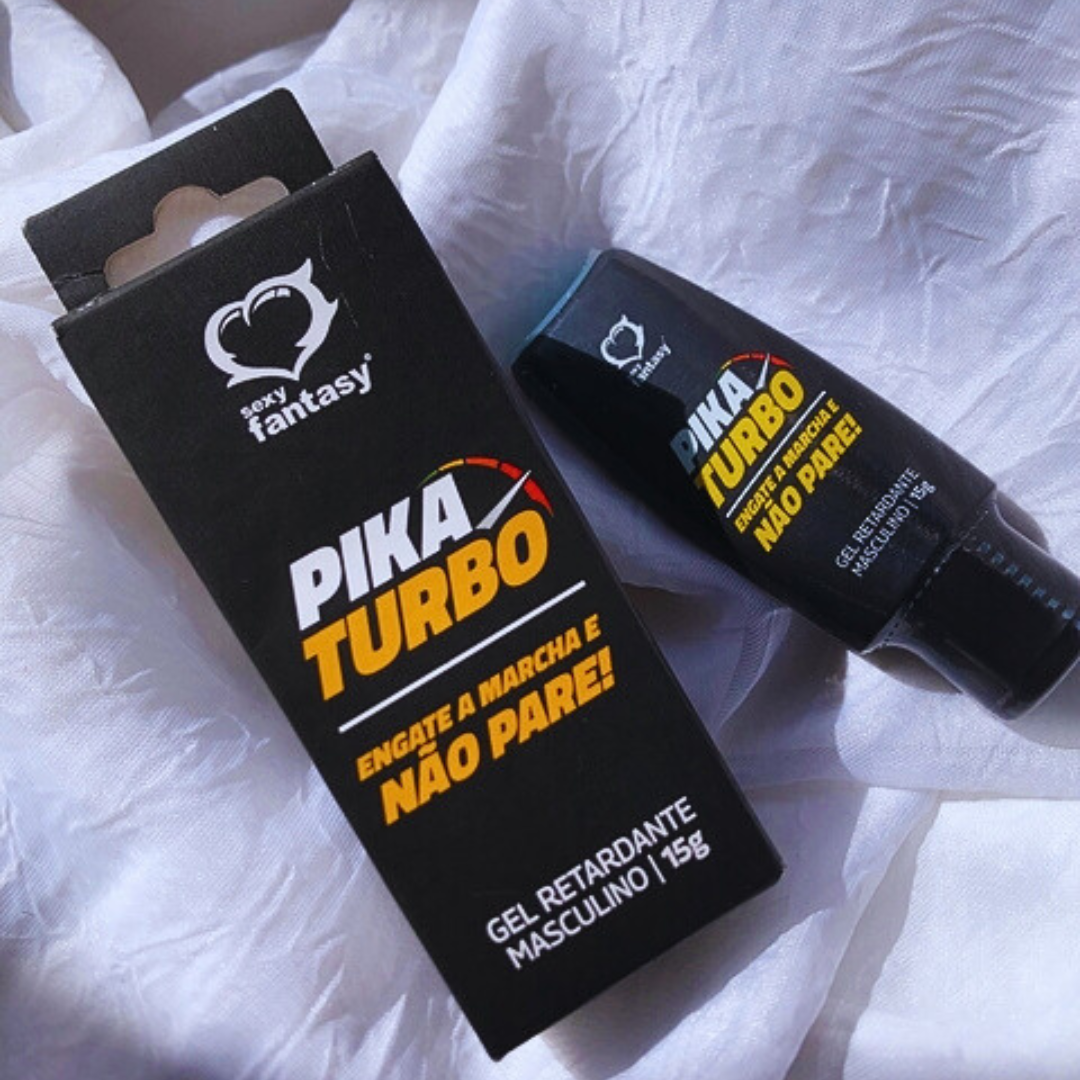 sexy
fantasy®
PIKA
TURBO
ENGATE A MARCHA E
NÃO PARE!
GEL RETARDANTE
MASCULINO | 15g
fantasy
PIKA
TURBO
ENGATE A MARCHA E
NÃO PARE!
GEL RETARDANTE
MASCULINO | 15g